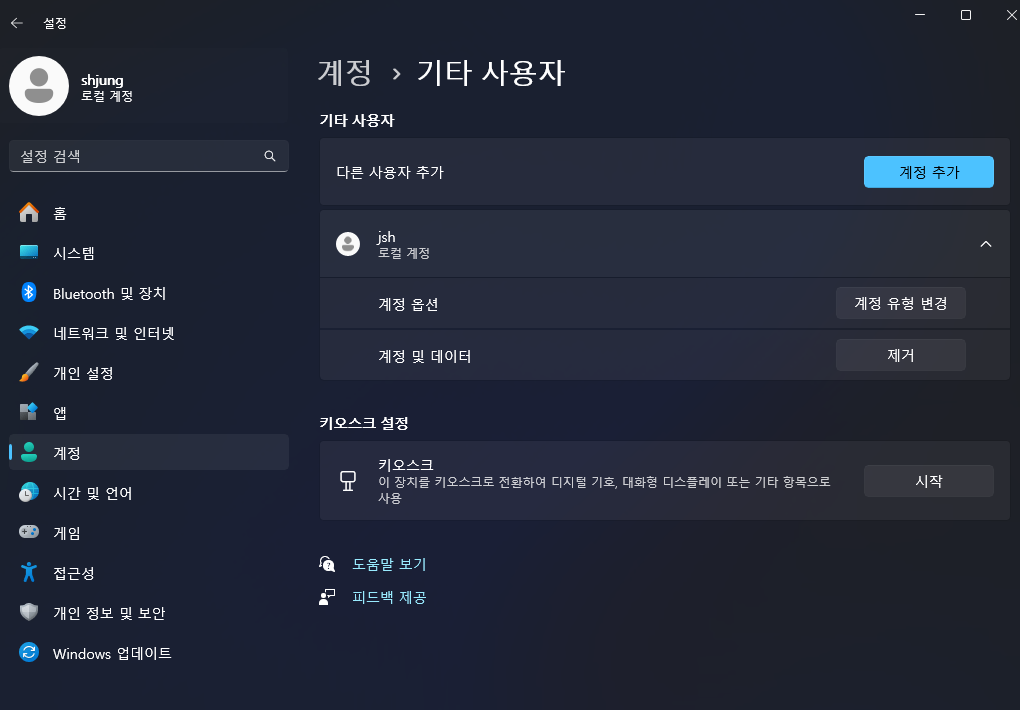 설정
shjung
로컬 계정
설정 검색
홈
시스템
Bluetooth 및 장치
네트워크 및 인터넷
개인 설정
앱
계정
시간 및 언어
게임
접근성
개인 정보 및 보안
Windows 업데이트
계정 › 기타 사용자
기타 사용자
다른 사용자 추가
계정 추가
jsh
로컬 계정
계정 옵션
계정 유형 변경
계정 및 데이터
제거
키오스크 설정
키오스크
이 장치를 키오스크로 전환하여 디지털 기호, 대화형 디스플레이 또는 기타 항목으로
사용
시작
도움말 보기
피드백 제공